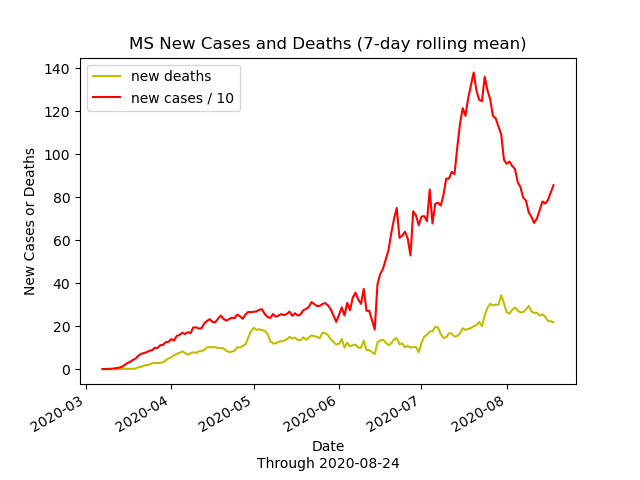 MS New Cases and Deaths (7-day rolling mean)
new deaths
new cases / 10
New Cases or Deaths
140
120
100
80
60
40
20
0
2020-03
2020-04
2020-05
2020-06
2020-07
2020-08
Date
Through 2020-08-24